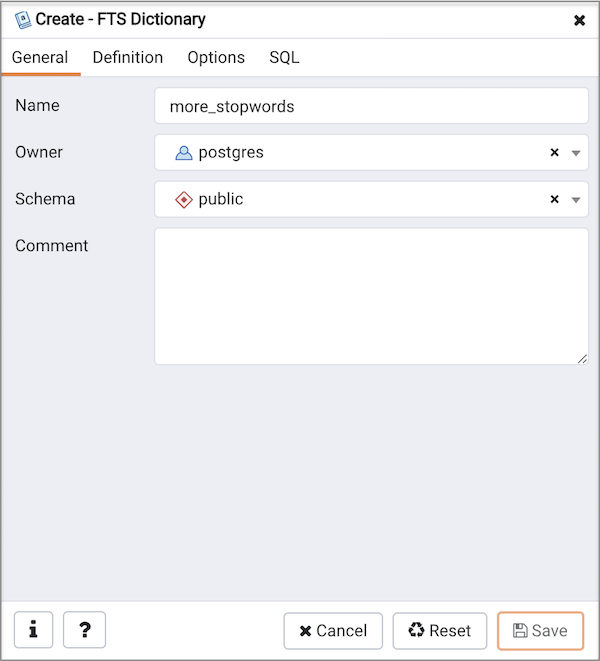 Create - FTS Dictionary
General Definition Options SQL
Name more_stopwords
Owner postgres
Schema public
Comment
i ? Cancel Reset Save